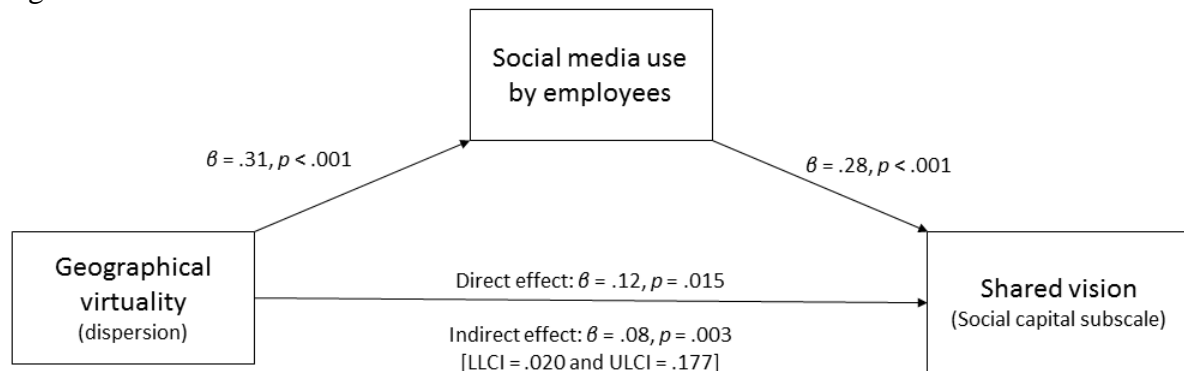 Social media use
by employees
β = .31, p < .001
β = .28, p < .001
Geographical
virtuality
(dispersion)
Direct effect: β = .12, p = .015
Indirect effect: β = .08, p = .003
[LLCI = .020 and ULCI = .177]
Shared vision
(Social capital subscale)